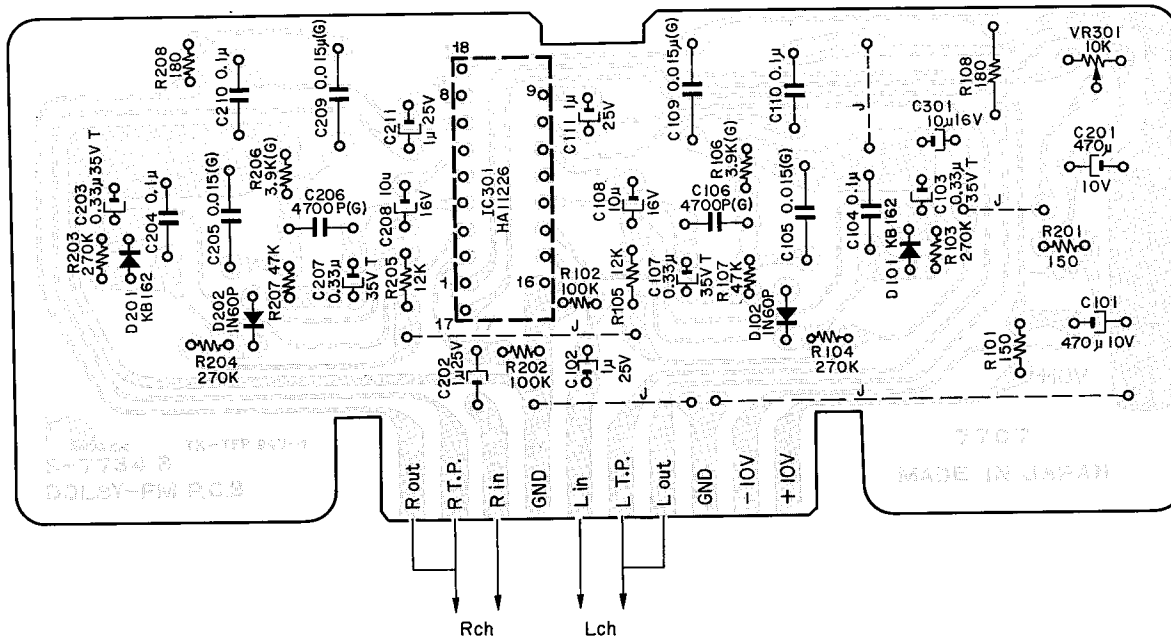 R208
180
C210 0.1μ
C209 0.015μ(G)
C211
1μ 25V
18
8
9
IC301
HA11226
1
16
17
C111 1μ
25V
C109 0.015μ(G)
C110 0.1μ
J
R108
180
VR301
10K
C301
10μ16V
C201
470μ
10V
C203
0.33μ35V T
C204 0.1μ
C205 0.015(G)
R206
3.9K(G)
C206
4700P(G)
C208 10μ
16V
C108
10μ
16V
C106
4700P(G)
R106
3.9K(G)
C105 0.015(G)
C104 0.1μ
D101 KB162
C103
0.33μ
35V T
R103
270K
J
R201
150
R203
270K
D201
KB162
D202
1N60P
R207 47K
C207
0.33μ
35V T
R205
12K
R102
100K
R105 12K
C107
0.33μ
35V T
R107
47K
D102
1N60P
R104
270K
R101
150
C101
470μ10V
R204
270K
J
C202
1μ25V
R202
100K
C102 1μ
25V
J
J
S-7734 B
DOLBY-FM P.C.B
7707
MADE IN JAPAN
R out
R T.P.
R in
GND
L in
L T.P.
L out
GND
-10V
+10V
Rch
Lch